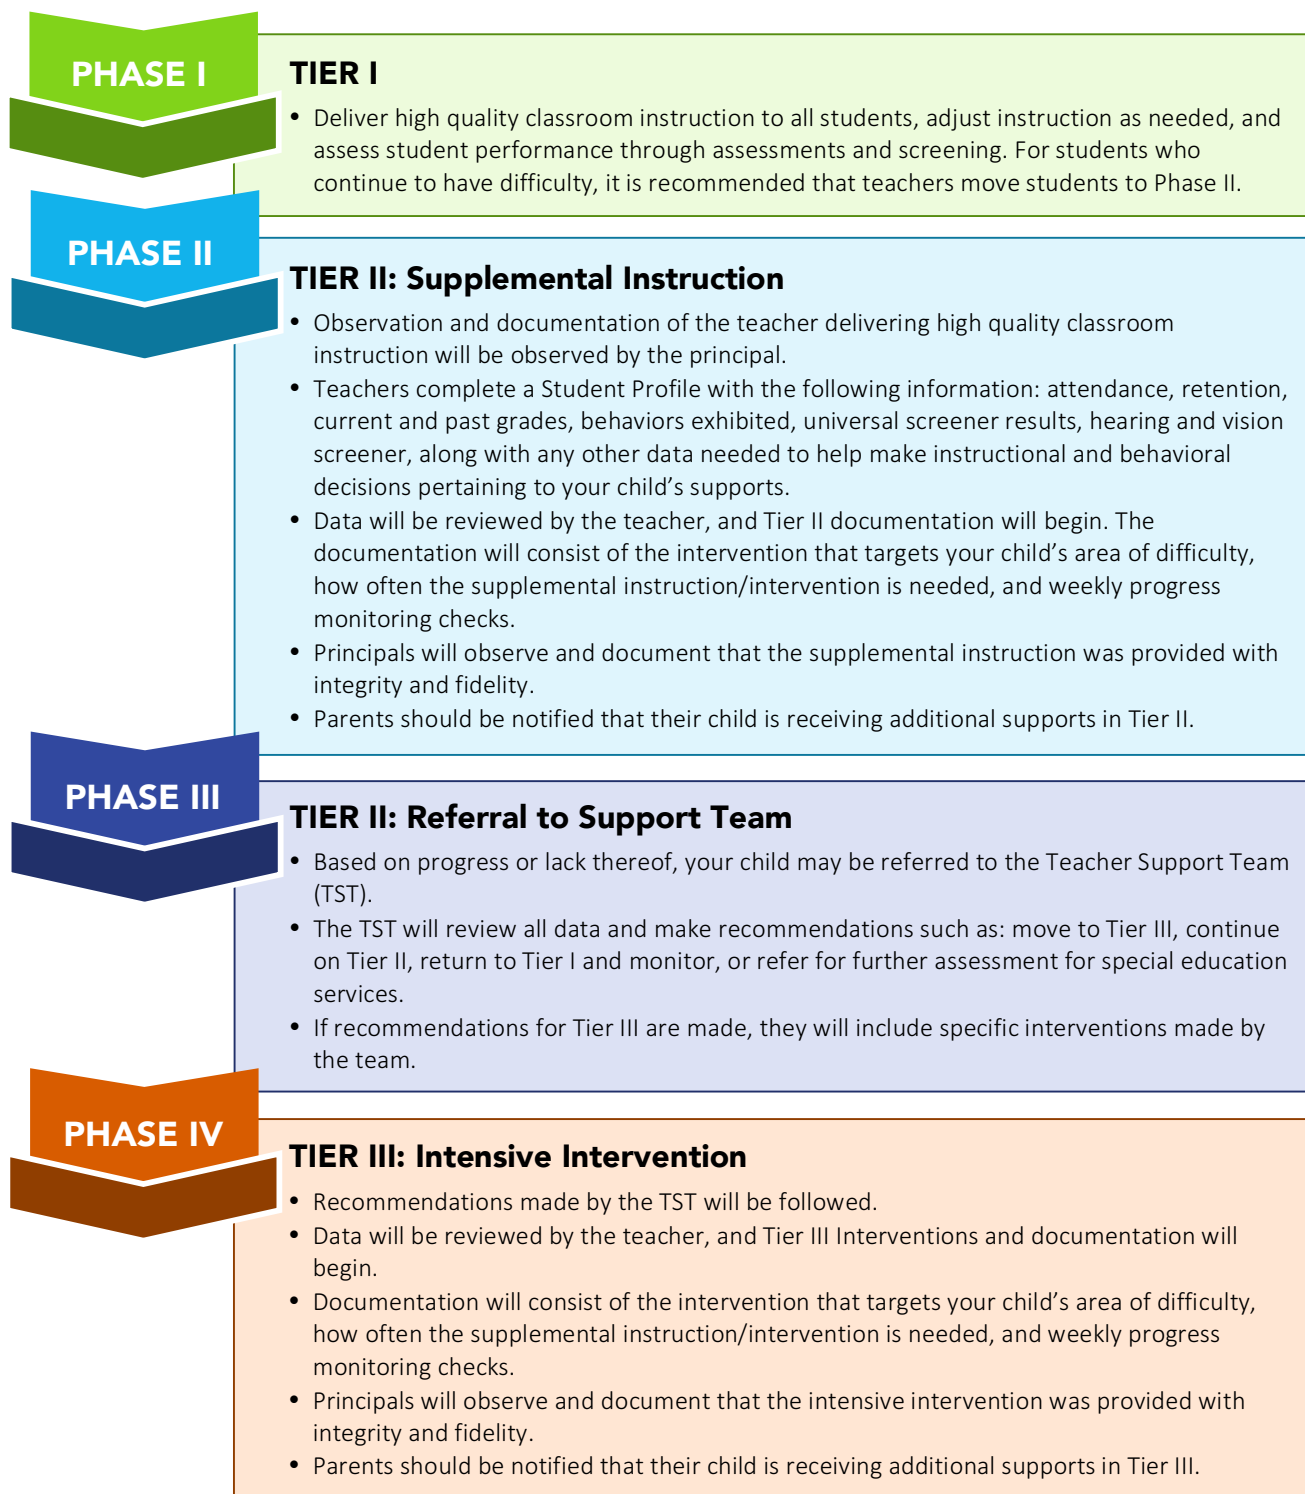 PHASE I
TIER I
• Deliver high quality classroom instruction to all students, adjust instruction as needed, and
assess student performance through assessments and screening. For students who
continue to have difficulty, it is recommended that teachers move students to Phase II.
PHASE II
TIER II: Supplemental Instruction
• Observation and documentation of the teacher delivering high quality classroom
instruction will be observed by the principal.
• Teachers complete a Student Profile with the following information: attendance, retention,
current and past grades, behaviors exhibited, universal screener results, hearing and vision
screener, along with any other data needed to help make instructional and behavioral
decisions pertaining to your child’s supports.
• Data will be reviewed by the teacher, and Tier II documentation will begin. The
documentation will consist of the intervention that targets your child’s area of difficulty,
how often the supplemental instruction/intervention is needed, and weekly progress
monitoring checks.
• Principals will observe and document that the supplemental instruction was provided with
integrity and fidelity.
• Parents should be notified that their child is receiving additional supports in Tier II.
PHASE III
TIER II: Referral to Support Team
• Based on progress or lack thereof, your child may be referred to the Teacher Support Team
(TST).
• The TST will review all data and make recommendations such as: move to Tier III, continue
on Tier II, return to Tier I and monitor, or refer for further assessment for special education
services.
• If recommendations for Tier III are made, they will include specific interventions made by
the team.
PHASE IV
TIER III: Intensive Intervention
• Recommendations made by the TST will be followed.
• Data will be reviewed by the teacher, and Tier III Interventions and documentation will
begin.
• Documentation will consist of the intervention that targets your child’s area of difficulty,
how often the supplemental instruction/intervention is needed, and weekly progress
monitoring checks.
• Principals will observe and document that the intensive intervention was provided with
integrity and fidelity.
• Parents should be notified that their child is receiving additional supports in Tier III.